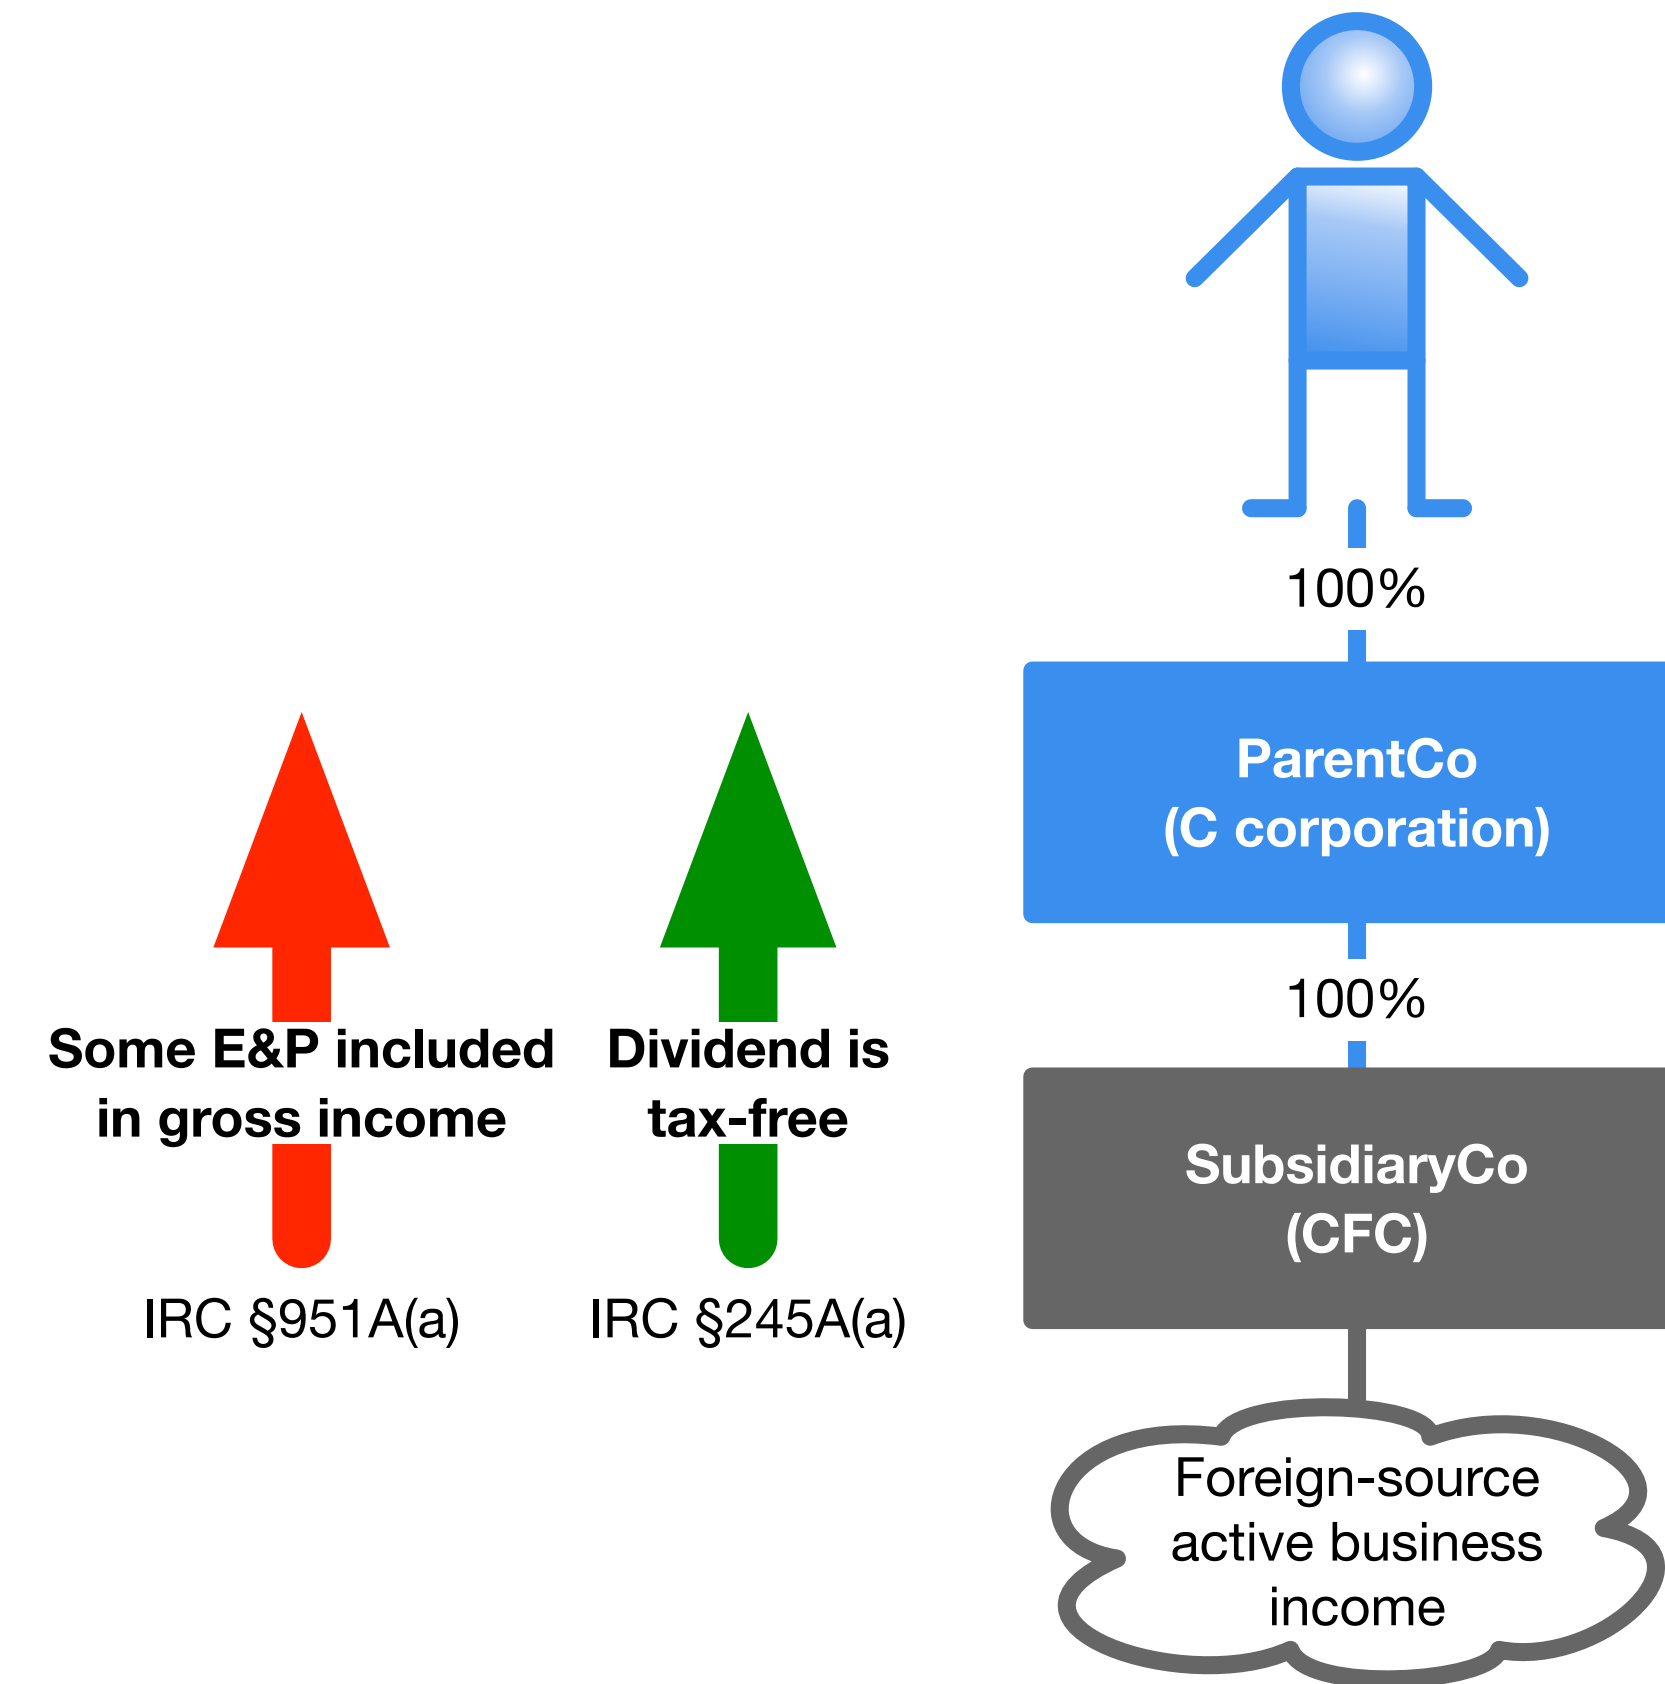 100%
ParentCo
(C corporation)
100%
Some E&P included
in gross income
IRC §951A(a)
Dividend is
tax-free
IRC §245A(a)
SubsidiaryCo
(CFC)
Foreign-source
active business
income